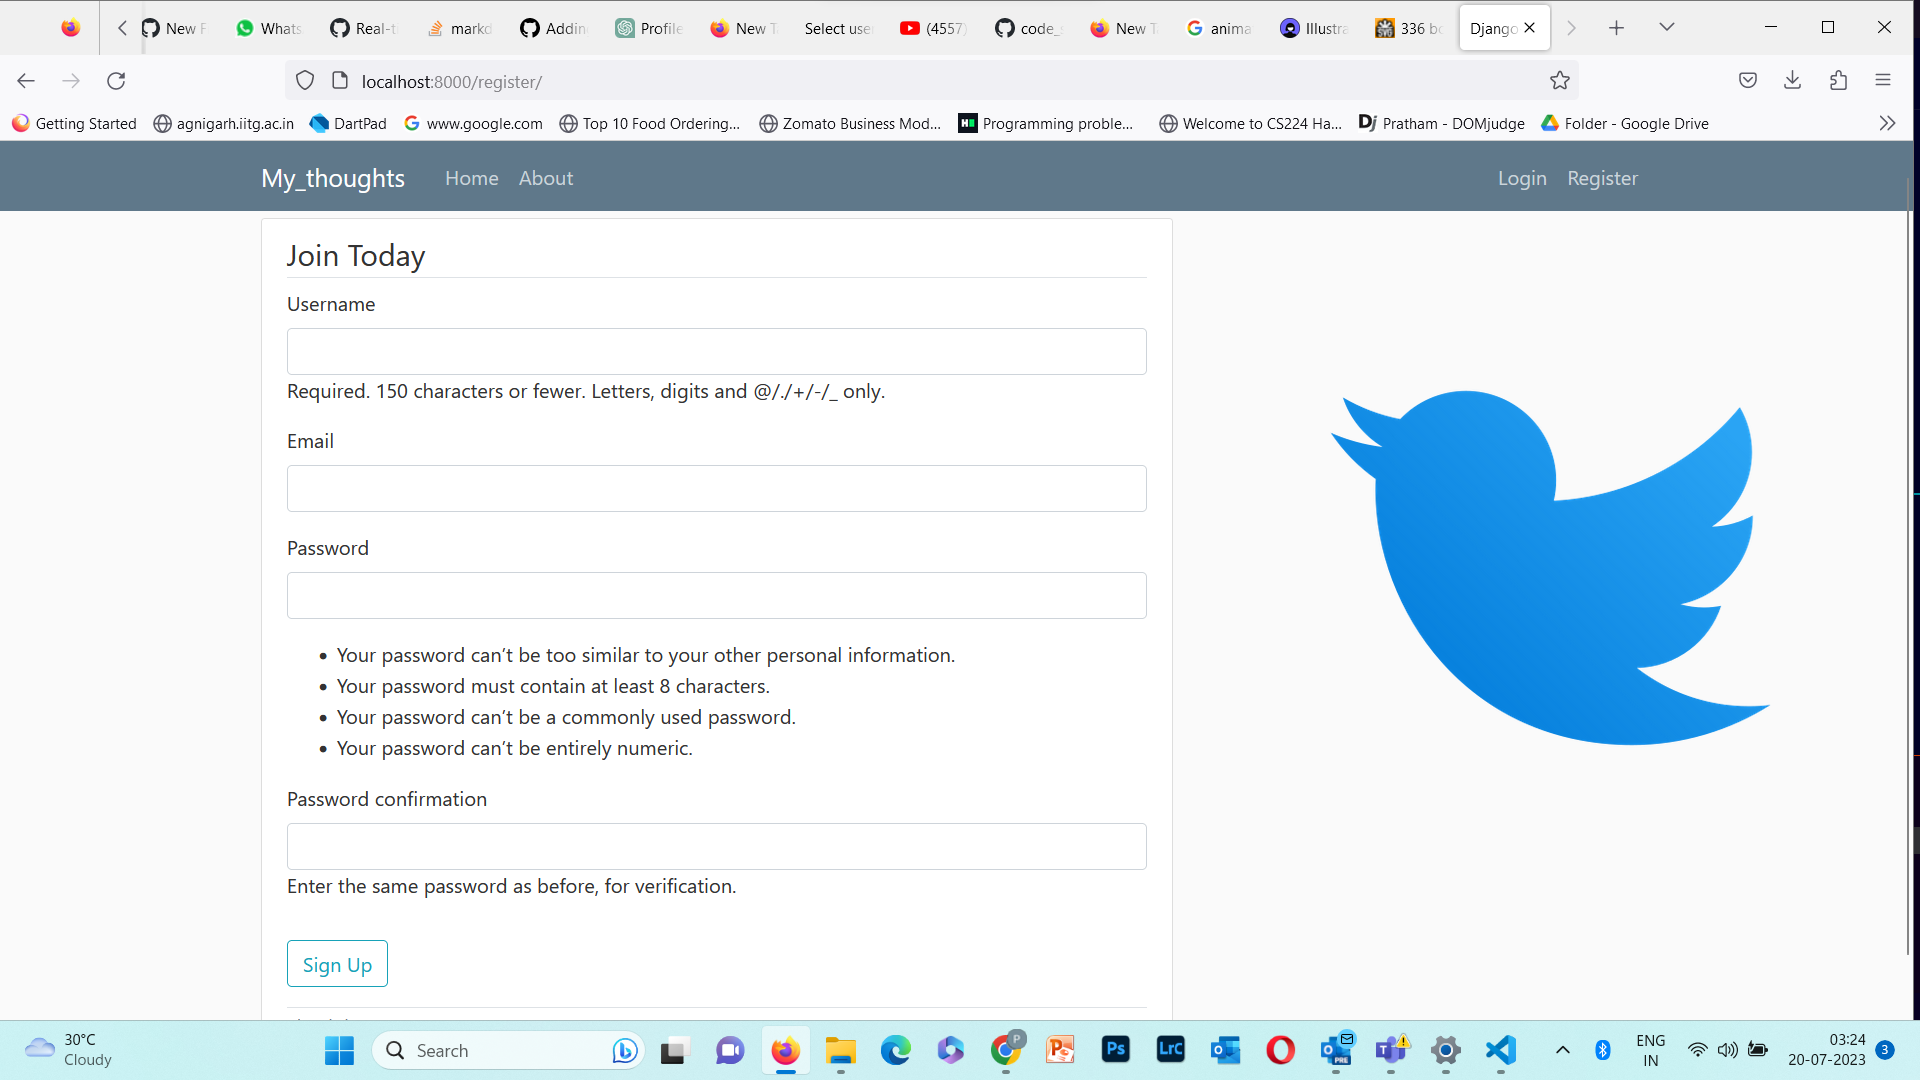 New
Whats
Real-t
markd
Addin
Profile
New T
Select use
(4557)
code_
New T
anima
Illustra
336 bo
Django
localhost:8000/register/
Getting Started
agnigarh.iitg.ac.in
DartPad
www.google.com
Top 10 Food Ordering...
Zomato Business Mod...
Programming proble...
Welcome to CS224 Ha...
Pratham - DOMjudge
Folder - Google Drive
My_thoughts
Home
About
Login
Register
Join Today
Username
Required. 150 characters or fewer. Letters, digits and @/./+/-/_ only.
Email
Password
• Your password can’t be too similar to your other personal information.
• Your password must contain at least 8 characters.
• Your password can’t be a commonly used password.
• Your password can’t be entirely numeric.
Password confirmation
Enter the same password as before, for verification.
Sign Up
30°C
Cloudy
Search
P
Ps
LrC
PRE
ENG
IN
03:24
20-07-2023
3